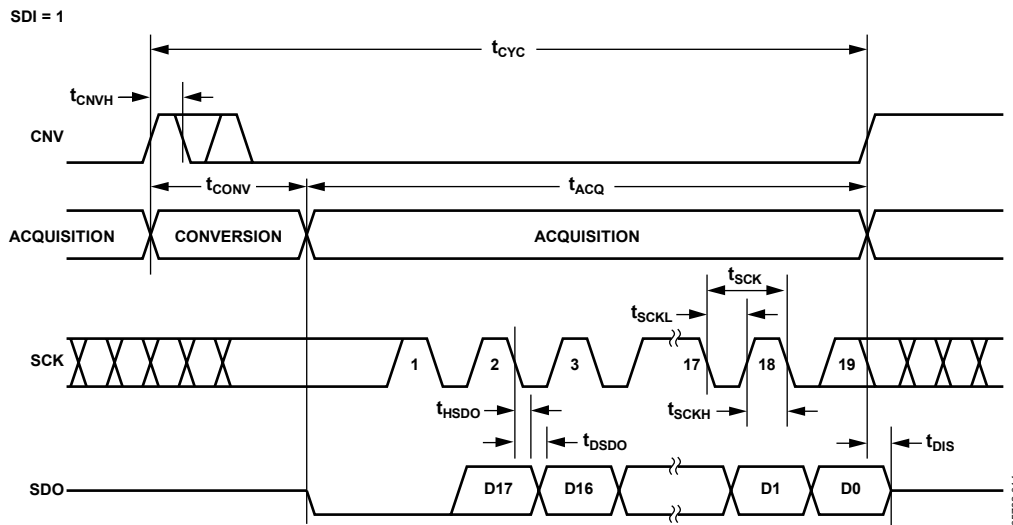 SDI = 1
tCYC
tCNVH
CNV
tCONV
tACQ
ACQUISITION
CONVERSION
ACQUISITION
tSCK
tSCKL
SCK
1
2
3
17
18
19
tHSDO
tSCKH
tDSDO
tDIS
SDO
D17
D16
D1
D0